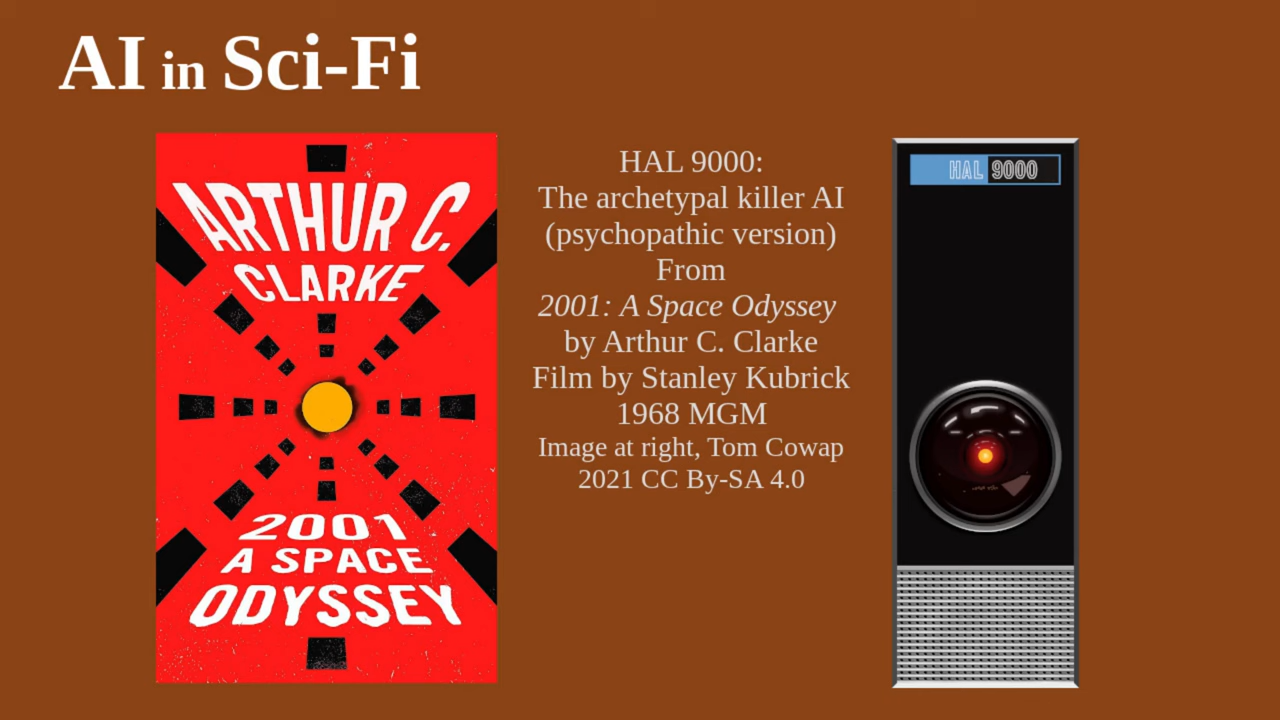 AI in Sci-Fi
ARTHUR C.
CLARKE
2001
A SPACE
ODYSSEY
HAL 9000:
The archetypal killer AI
(psychopathic version)
From
2001: A Space Odyssey
by Arthur C. Clarke
Film by Stanley Kubrick
1968 MGM
Image at right, Tom Cowap
2021 CC By-SA 4.0
HAL 9000